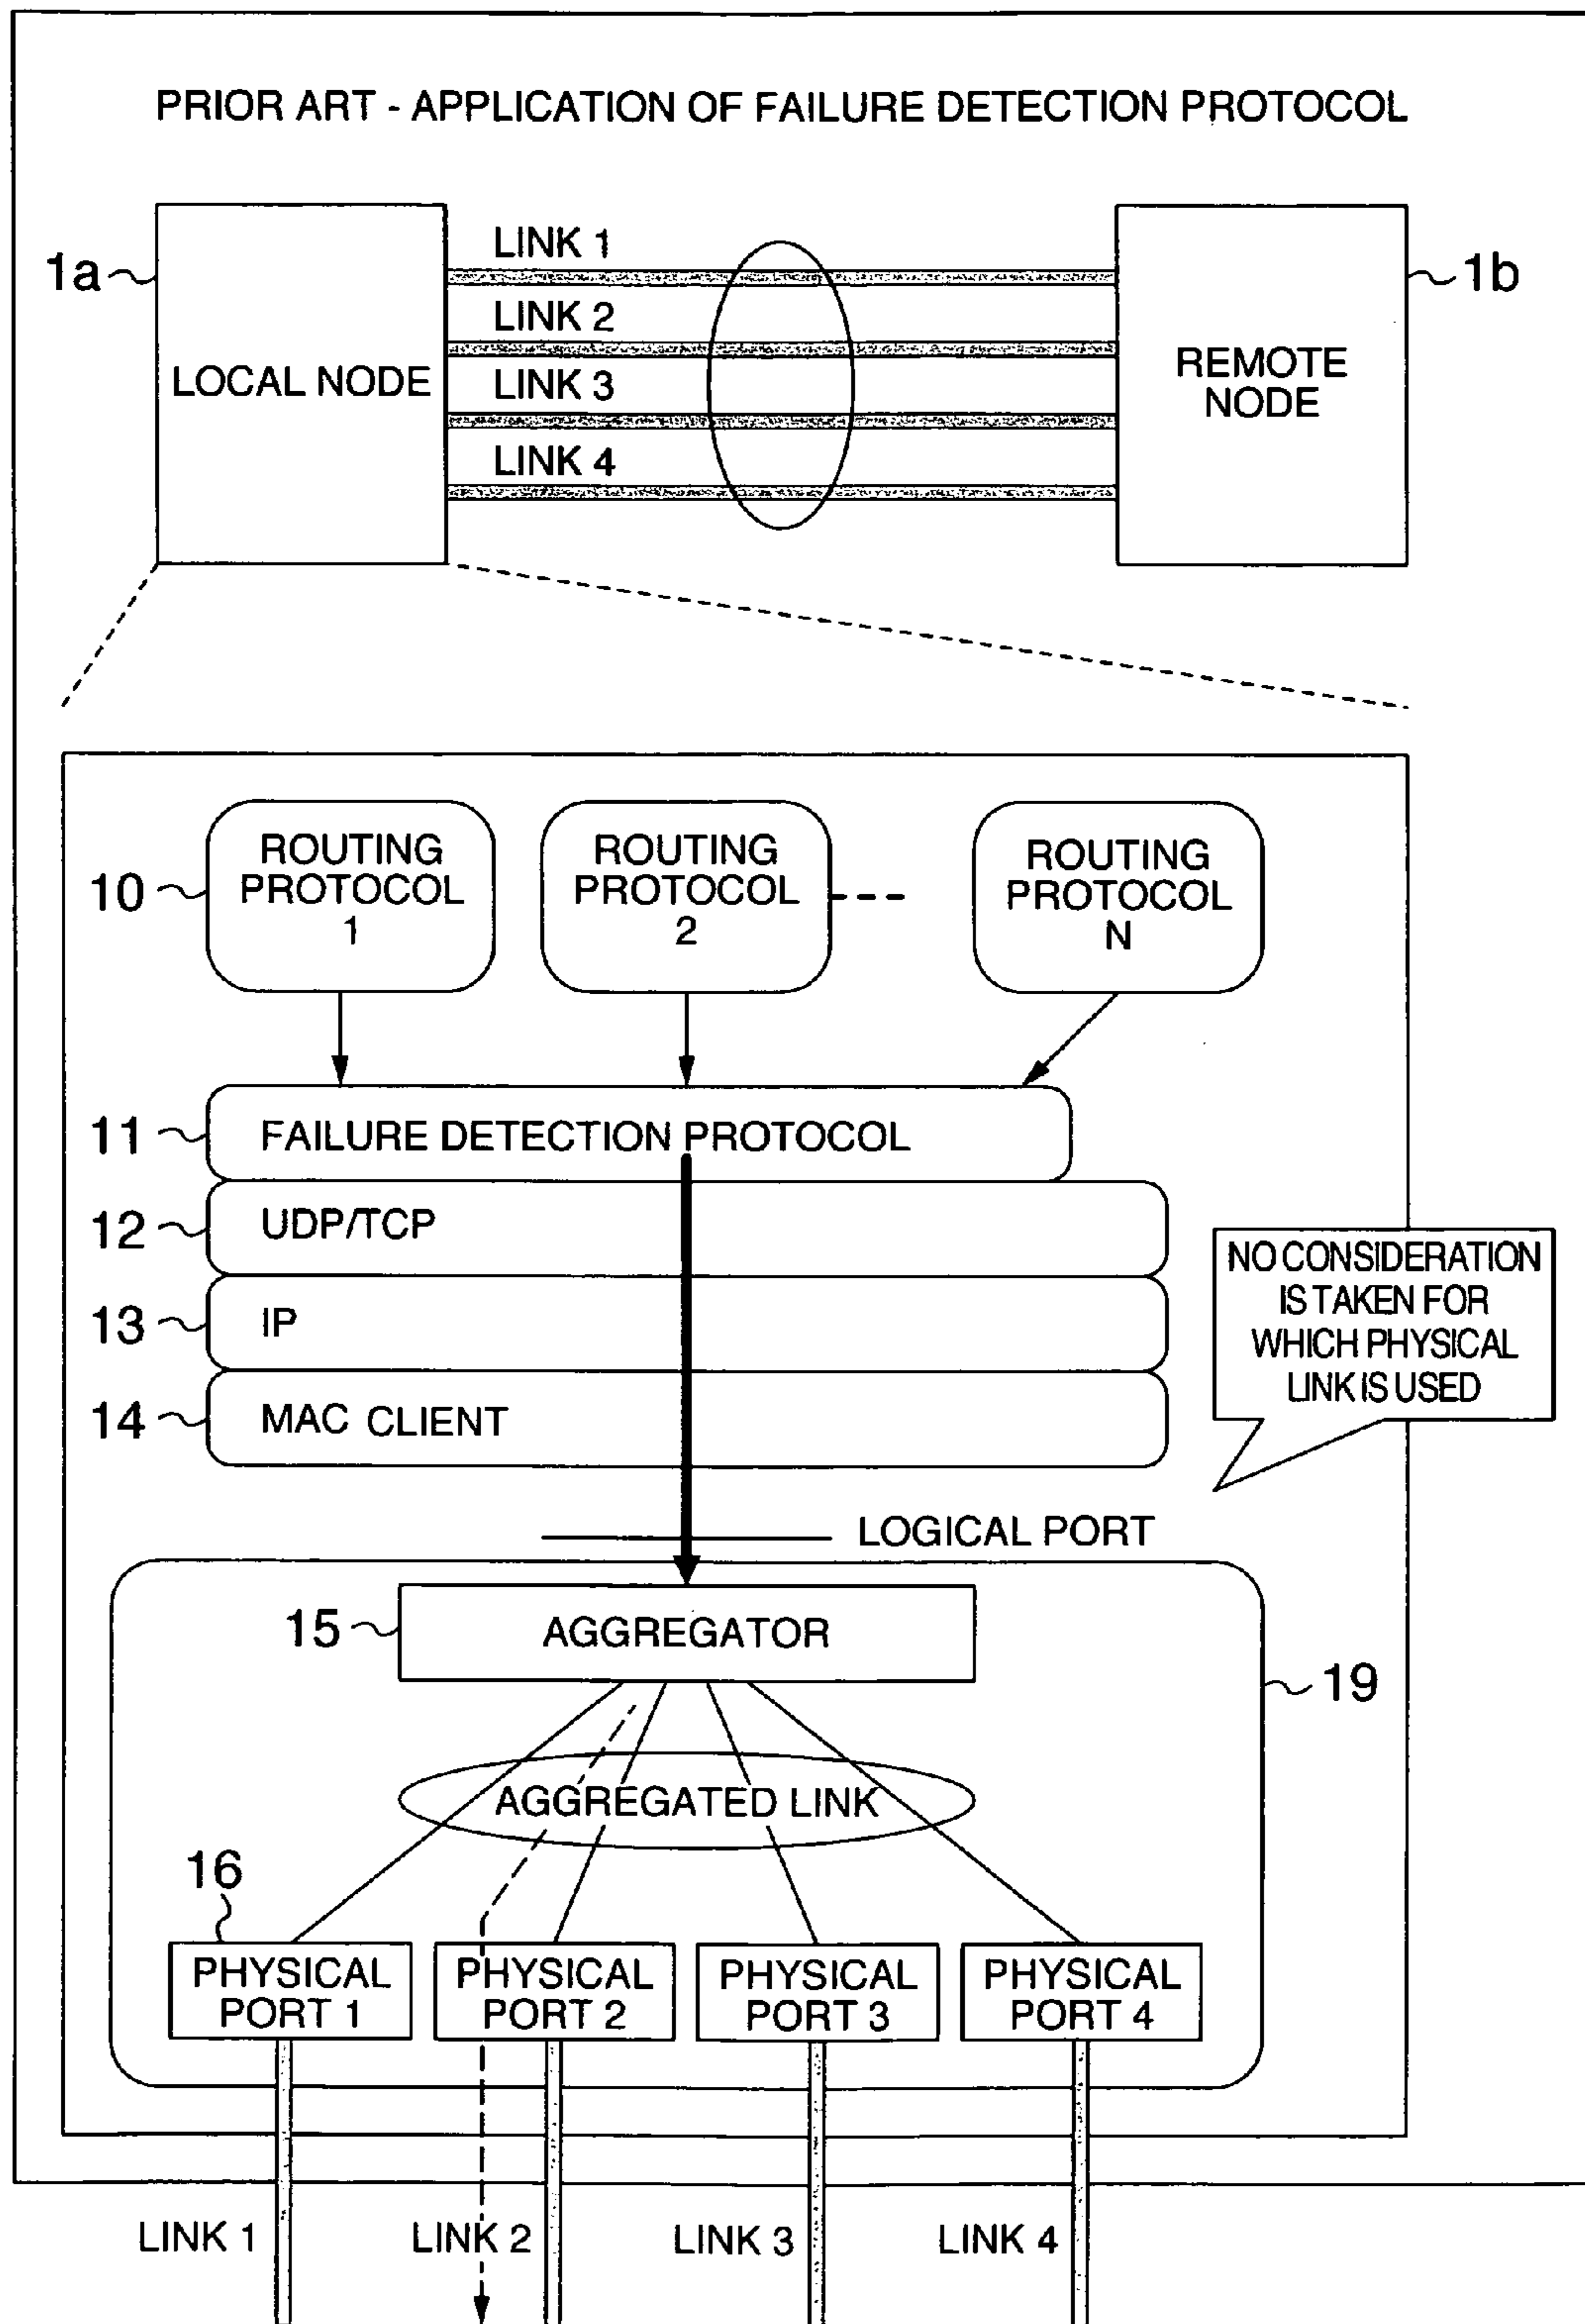 PRIOR ART - APPLICATION OF FAILURE DETECTION PROTOCOL
1a
LOCAL NODE
LINK 1
LINK 2
LINK 3
LINK 4
REMOTE
NODE
1b
10
ROUTING
PROTOCOL
1
ROUTING
PROTOCOL
2
ROUTING
PROTOCOL
N
11
FAILURE DETECTION PROTOCOL
12
UDP/TCP
13
IP
14
MAC CLIENT
NO CONSIDERATION
IS TAKEN FOR
WHICH PHYSICAL
LINK IS USED
LOGICAL PORT
15
AGGREGATOR
19
AGGREGATED LINK
16
PHYSICAL
PORT 1
PHYSICAL
PORT 2
PHYSICAL
PORT 3
PHYSICAL
PORT 4
LINK 1
LINK 2
LINK 3
LINK 4